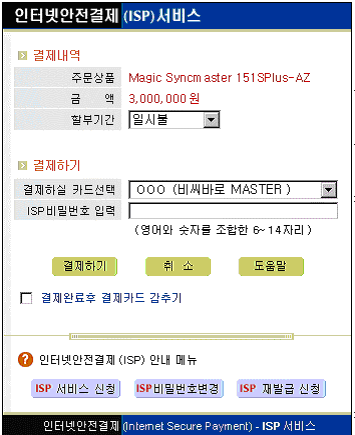 인터넷안전결제 (ISP)서비스
결제내역
주문상품 Magic Syncmaster 151SPlus-AZ
금 액 3,000,000원
할부기간 일시불
결제하기
결제하실 카드선택 OOO (비씨바로 MASTER )
ISP비밀번호 입력
(영어와 숫자를 조합한 6~14자리)
결제하기 취 소 도움말
결제완료후 결제카드 감추기
? 인터넷안전결제 (ISP) 안내 메뉴
ISP 서비스 신청 ISP비밀번호변경 ISP 재발급 신청
인터넷안전결제 (Internet Secure Payment) - ISP 서비스